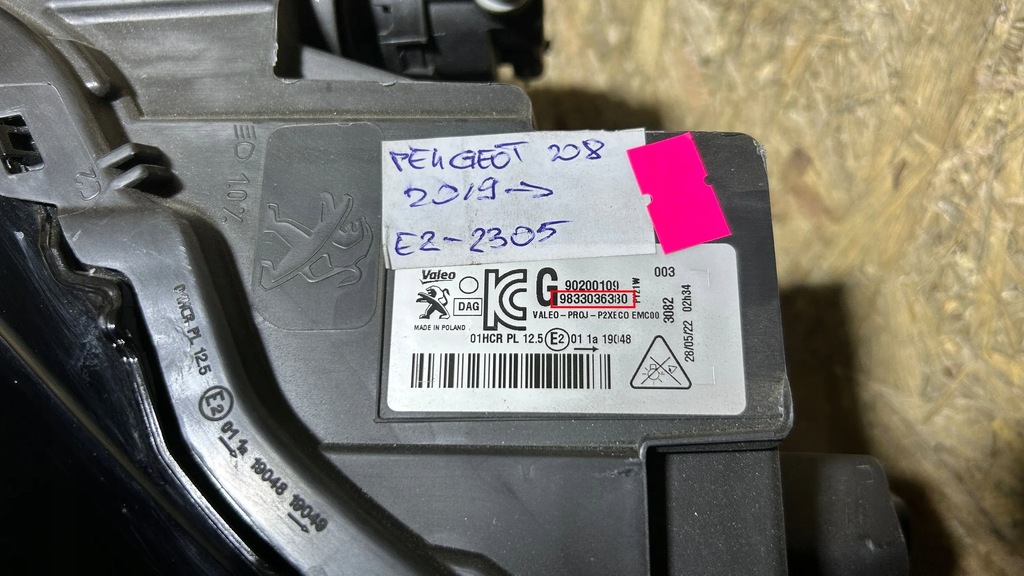 PEUGEOT 208
2019→
E2-2305
EO 10%
Valeo
DAG
MADE IN POLAND
KC
G
90200109
9833036380
VALEO-PROJ-P2XECO EMC00
01HCR PL 12.5 E2 01 1a 19048
003
3082
28/05/22 02h34
01HCR PL 12.5
E2 01 1a 19048 19049